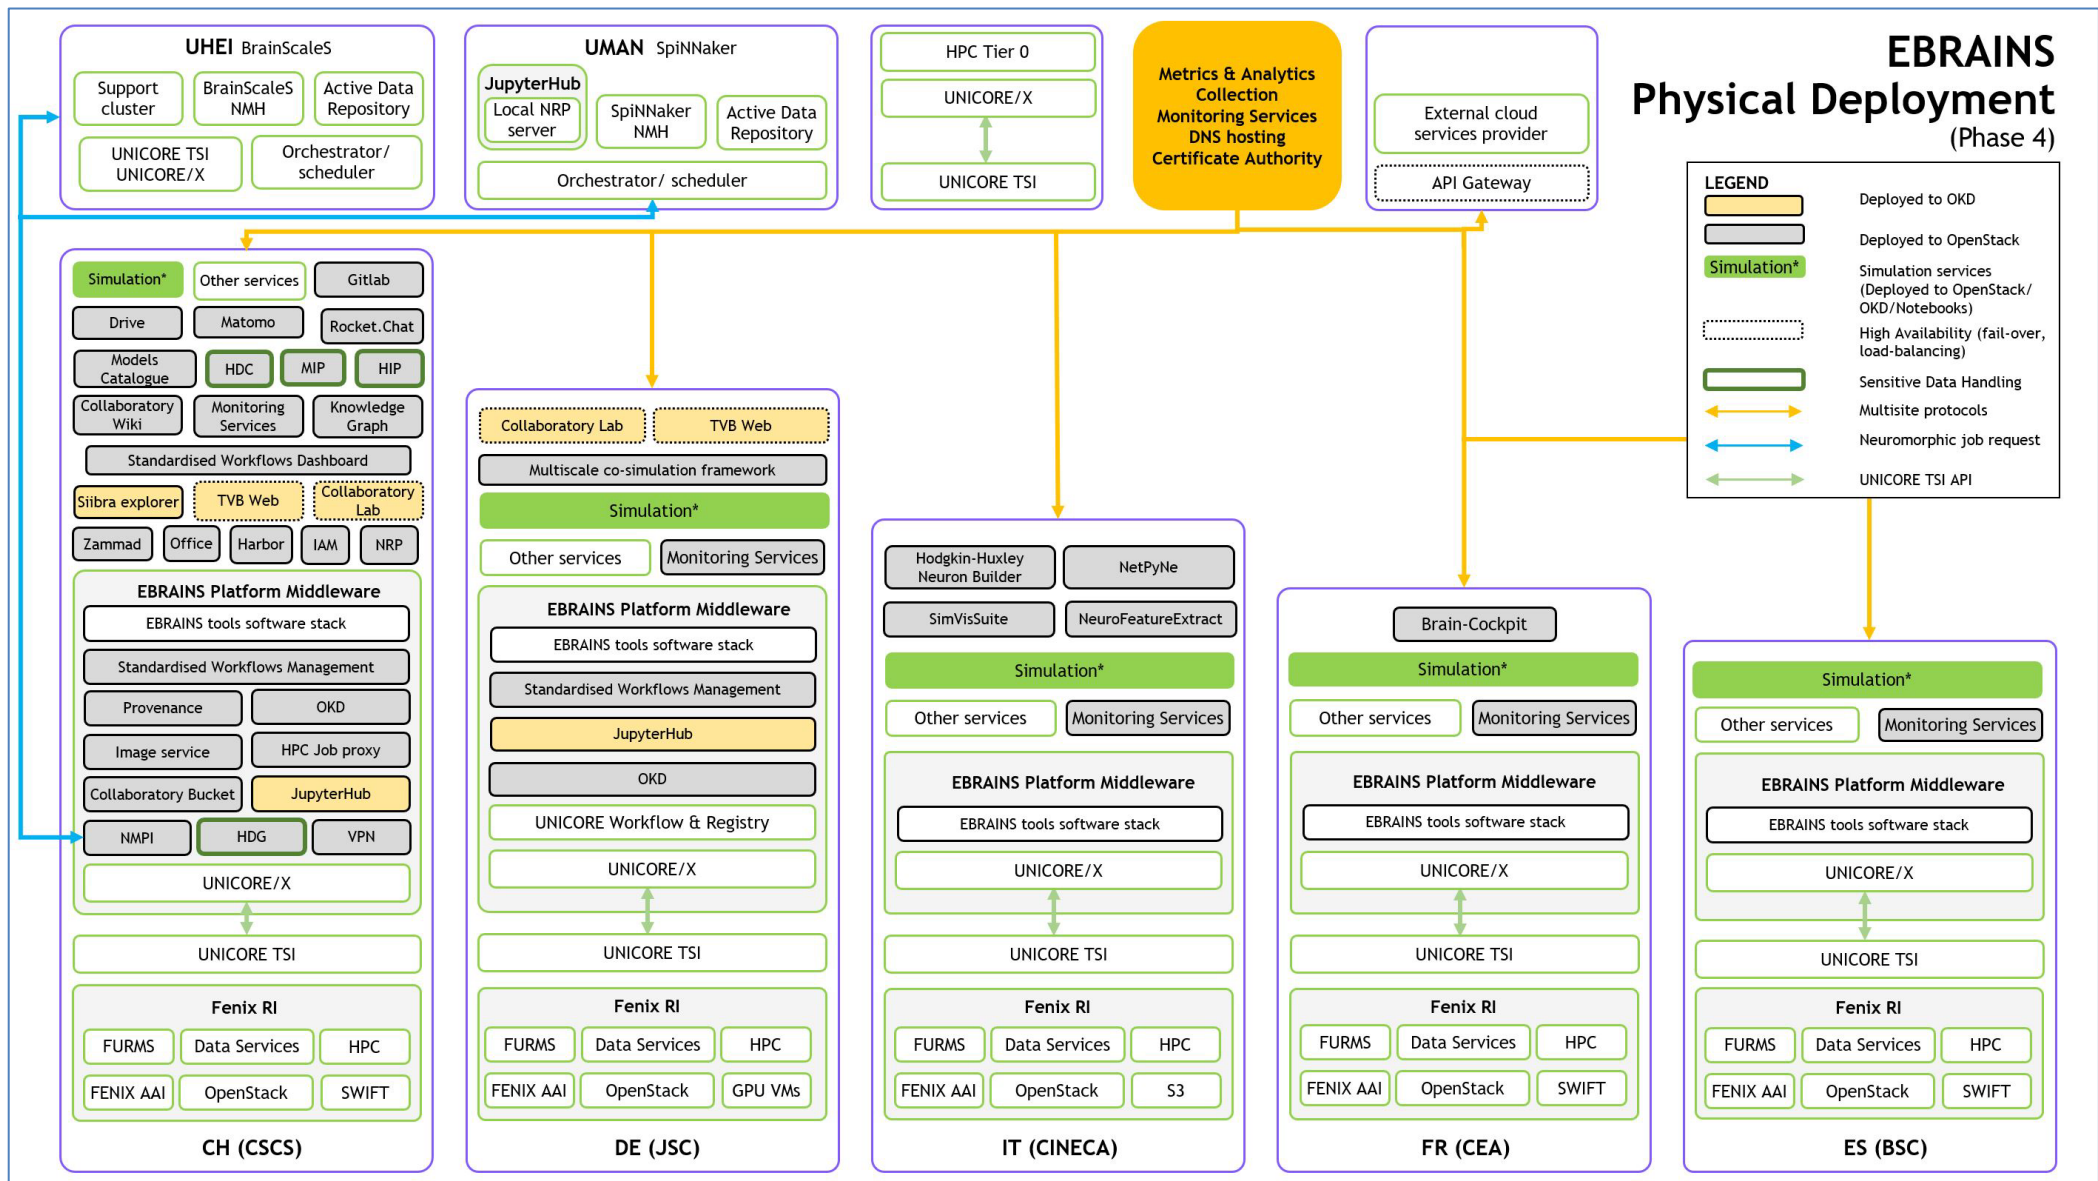 UHEI BrainScaleS
Support
cluster
BrainScaleS
NMH
Active Data
Repository
UNICORE TSI
UNICORE/X
Orchestrator/
scheduler
UMAN SpiNNaker
JupyterHub
Local NRP
server
SpiNNaker
NMH
Active Data
Repository
Orchestrator/ scheduler
HPC Tier 0
UNICORE/X
UNICORE TSI
Metrics & Analytics
Collection
Monitoring Services
DNS hosting
Certificate Authority
External cloud
services provider
API Gateway
EBRAINS
Physical Deployment
(Phase 4)
LEGEND
Deployed to OKD
Deployed to OpenStack
Simulation*
Simulation services
(Deployed to OpenStack/
OKD/Notebooks)
High Availability (fail-over,
load-balancing)
Sensitive Data Handling
Multisite protocols
Neuromorphic job request
UNICORE TSI API
Simulation*
Other services
Gitlab
Drive
Matomo
Rocket.Chat
Models
Catalogue
HDC
MIP
HIP
Collaboratory
Wiki
Monitoring
Services
Knowledge
Graph
Standardised Workflows Dashboard
Siibra explorer
TVB Web
Collaboratory
Lab
Zammad
Office
Harbor
IAM
NRP
EBRAINS Platform Middleware
EBRAINS tools software stack
Standardised Workflows Management
Provenance
OKD
Image service
HPC Job proxy
Collaboratory Bucket
JupyterHub
NMPI
HDG
VPN
UNICORE/X
UNICORE TSI
Fenix RI
FURMS
Data Services
HPC
FENIX AAI
OpenStack
SWIFT
CH (CSCS)
Collaboratory Lab
TVB Web
Multiscale co-simulation framework
Simulation*
Other services
Monitoring Services
EBRAINS Platform Middleware
EBRAINS tools software stack
Standardised Workflows Management
JupyterHub
OKD
UNICORE Workflow & Registry
UNICORE/X
UNICORE TSI
Fenix RI
FURMS
Data Services
HPC
FENIX AAI
OpenStack
GPU VMs
DE (JSC)
Hodgkin-Huxley
Neuron Builder
NetPyNe
SimVisSuite
NeuroFeatureExtract
Simulation*
Other services
Monitoring Services
EBRAINS Platform Middleware
EBRAINS tools software stack
UNICORE/X
UNICORE TSI
Fenix RI
FURMS
Data Services
HPC
FENIX AAI
OpenStack
S3
IT (CINECA)
Brain-Cockpit
Simulation*
Other services
Monitoring Services
EBRAINS Platform Middleware
EBRAINS tools software stack
UNICORE/X
UNICORE TSI
Fenix RI
FURMS
Data Services
HPC
FENIX AAI
OpenStack
SWIFT
FR (CEA)
Simulation*
Other services
Monitoring Services
EBRAINS Platform Middleware
EBRAINS tools software stack
UNICORE/X
UNICORE TSI
Fenix RI
FURMS
Data Services
HPC
FENIX AAI
OpenStack
SWIFT
ES (BSC)